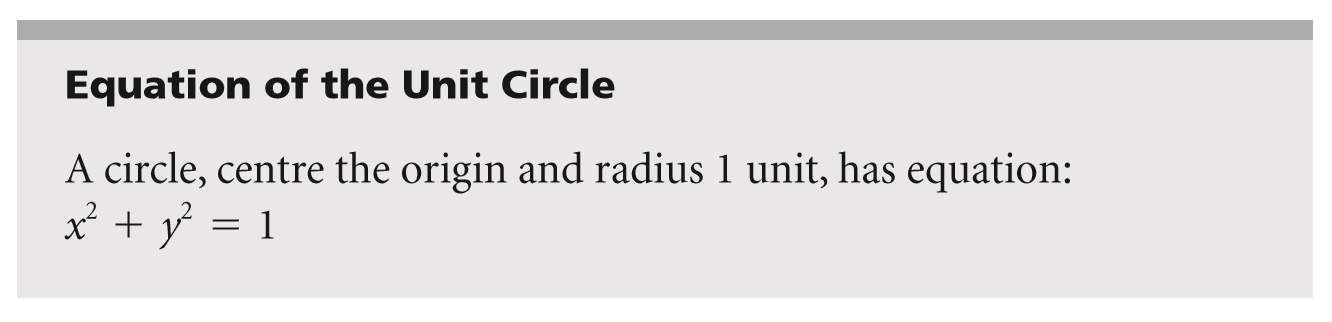 Equation of the Unit Circle
A circle, centre the origin and radius 1 unit, has equation:
x² + y² = 1